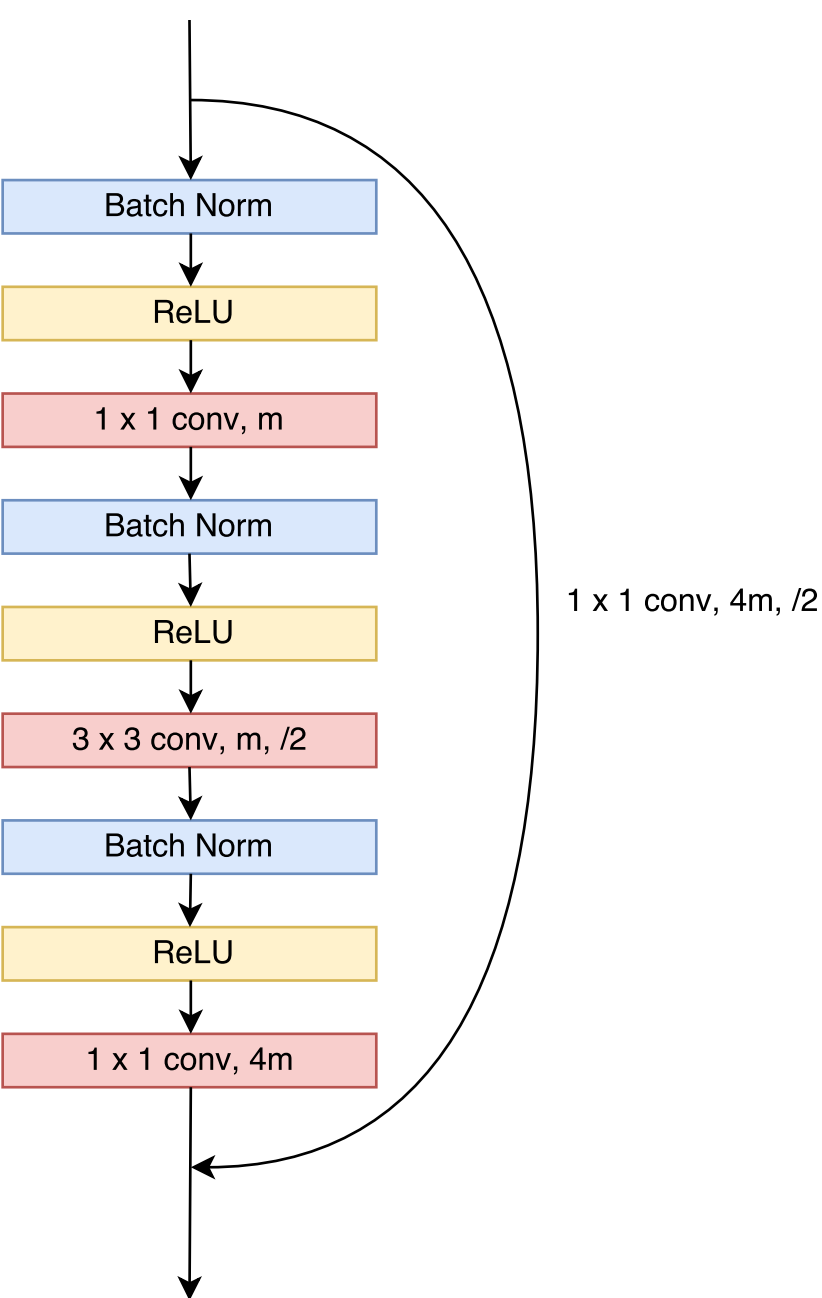 Batch Norm
ReLU
1 x 1 conv, m
Batch Norm
ReLU
1 x 1 conv, 4m, /2
3 x 3 conv, m, /2
Batch Norm
ReLU
1 x 1 conv, 4m